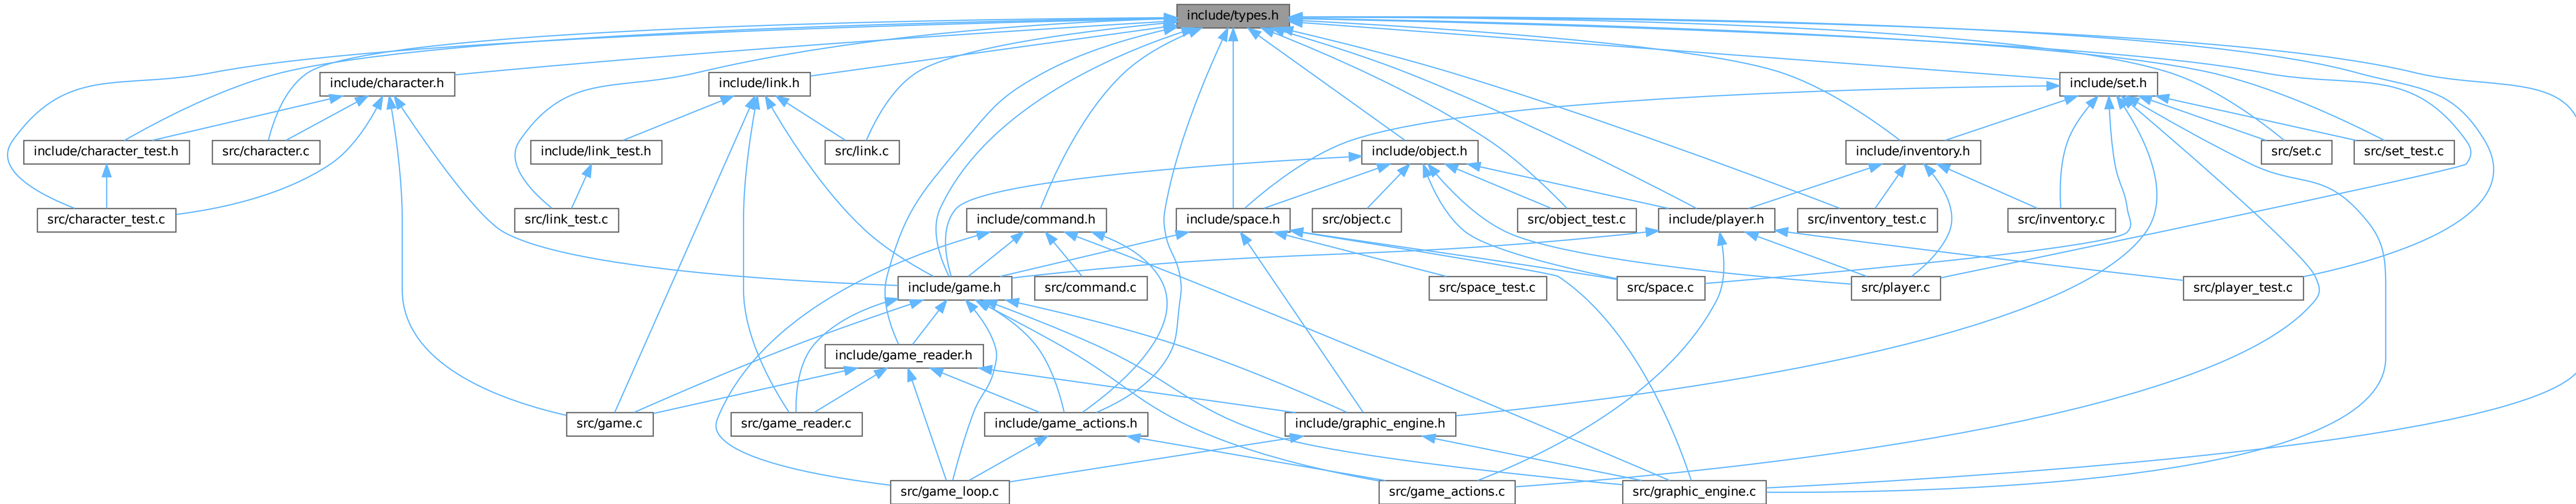 include/types.h
include/character.h
include/link.h
include/set.h
include/character_test.h
src/character.c
include/link_test.h
src/link.c
include/object.h
include/inventory.h
src/set.c
src/set_test.c
src/character_test.c
src/link_test.c
include/command.h
include/space.h
src/object.c
src/object_test.c
include/player.h
src/inventory_test.c
src/inventory.c
include/game.h
src/command.c
src/space_test.c
src/space.c
src/player.c
src/player_test.c
include/game_reader.h
src/game.c
src/game_reader.c
include/game_actions.h
include/graphic_engine.h
src/game_loop.c
src/game_actions.c
src/graphic_engine.c